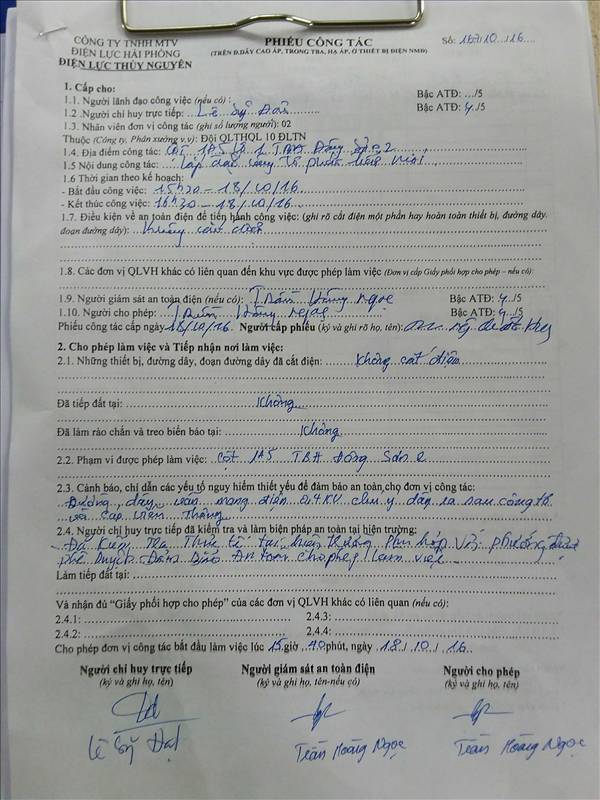 CÔNG TY TNHH MTV
ĐIỆN LỰC HẢI PHÒNG
ĐIỆN LỰC THỦY NGUYÊN
PHIẾU CÔNG TÁC
(TRÊN Đ.DÂY CAO ÁP, TRONG TBA, HẠ ÁP, Ở THIẾT BỊ ĐIỆN NMĐ)
Số: 167/10/16
1. Cấp cho:
1.1. Người lãnh đạo công việc (nếu có): Bậc ATĐ: .../5
1.2. Người chỉ huy trực tiếp: Lê Sỹ Đạt Bậc ATĐ: 4/5
1.3. Nhân viên đơn vị công tác (ghi số lượng người): 02
Thuộc (Công ty, Phân xưởng v.v): Đội QLTHQL 10 ĐLTN
1.4. Địa điểm công tác: cột 1A5 TBA Đông Sơn 2
1.5 Nội dung công tác: lắp đặt công tơ
1.6 Thời gian theo kế hoạch:
- Bắt đầu công việc: 15h30 - 18/10/16
- Kết thúc công việc: 16h30 - 18/10/16
1.7. Điều kiện về an toàn điện để tiến hành công việc: (ghi rõ cắt điện một phần hay hoàn toàn thiết bị, đường dây.
đoạn đường dây): Không cắt điện
1.8. Các đơn vị QLVH khác có liên quan đến khu vực được phép làm việc (Đơn vị cấp Giấy phối hợp cho phép – nếu có):
1.9. Người giám sát an toàn điện (nếu có): Trần Hoàng Ngọc Bậc ATĐ: 4/5
1.10. Người cho phép: Trần Hoàng Ngọc Bậc ATĐ: 4/5
Phiếu công tác cấp ngày 18/10/16. Người cấp phiếu (ký và ghi rõ họ, tên):
2. Cho phép làm việc và Tiếp nhận nơi làm việc:
2.1. Những thiết bị, đường dây, đoạn đường dây đã cắt điện: Không cắt điện
Đã tiếp đất tại: Không
Đã làm rào chắn và treo biển báo tại: Không
2.2. Phạm vi được phép làm việc: cột 1A5 TBA Đông Sơn 2
2.3. Cảnh báo, chỉ dẫn các yếu tố nguy hiểm thiết yếu để đảm bảo an toàn cho đơn vị công tác:
Đường dây vẫn mang điện 0,4KV chú ý dây ra sau công tơ
và cáp viễn thông
2.4. Người chỉ huy trực tiếp đã kiểm tra và làm biện pháp an toàn tại hiện trường:
Đã kiểm tra thực tế tại hiện trường phù hợp với phương án
phê duyệt Đảm bảo An toàn cho phép làm việc
Làm tiếp đất tại:
Và nhận đủ “Giấy phối hợp cho phép” của các đơn vị QLVH khác có liên quan (nếu có):
2.4.1: 2.4.3:
2.4.2: 2.4.4:
Cho phép đơn vị công tác bắt đầu làm việc lúc 15 giờ 40 phút, ngày 18/10/16
Người chỉ huy trực tiếp
(ký và ghi họ, tên)
Người giám sát an toàn điện
(ký và ghi họ, tên-nếu có)
Người cho phép
(ký và ghi họ, tên)
Lê Sỹ Đạt
Trần Hoàng Ngọc
Trần Hoàng Ngọc